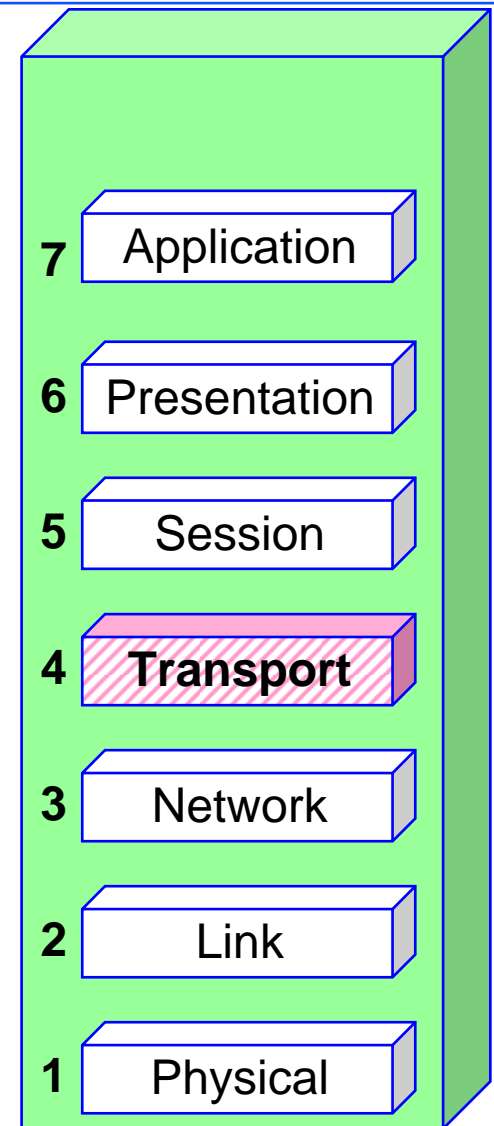 7 Application
6 Presentation
5 Session
4 Transport
3 Network
2 Link
1 Physical